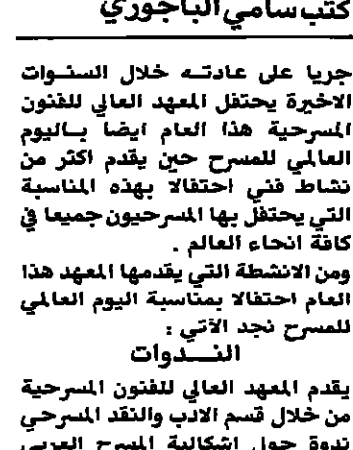 كتب سامي الباجوري
جريا على عادته خلال السنوات
الاخيرة يحتفل المعهد العالي للفنون
المسرحية هذا العام ايضا باليوم
العالمي للمسرح حين يقدم اكثر من
نشاط فني احتفالا بهذه المناسبة
التي يحتفل بها المسرحيون جميعا في
كافة انحاء العالم .
ومن الانشطة التي يقدمها المعهد هذا
العام احتفالا بمناسبة اليوم العالمي
للمسرح نجد الآتي :
الندوات
يقدم المعهد العالي للفنون المسرحية
من خلال قسم الادب والنقد المسرحي
ندوة حول اشكالية المسرح العربي